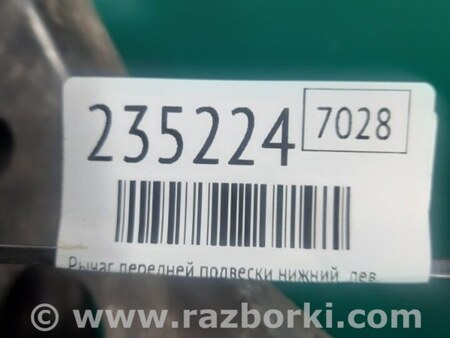 235224
7028
Рычаг передней подвески нижний лев
© www.razborki.com